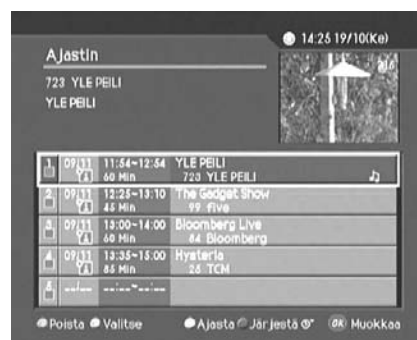 14:25 19/10(Ke)
Ajastin
723 YLE PEILI
YLE PEILI
2/6
1 09/11 11:54~12:54 YLE PEILI
60 Min 723 YLE PEILI
2 09/11 12:25~13:10 The Gadget Show
45 Min 99 five
3 09/11 13:00~14:00 Bloomberg Live
60 Min 84 Bloomberg
4 09/11 13:35~15:00 Hysteria
85 Min 25 TCM
5 --/-- --:--~--:--
Poista Valitse Ajasta Järjestä OK Muokkaa